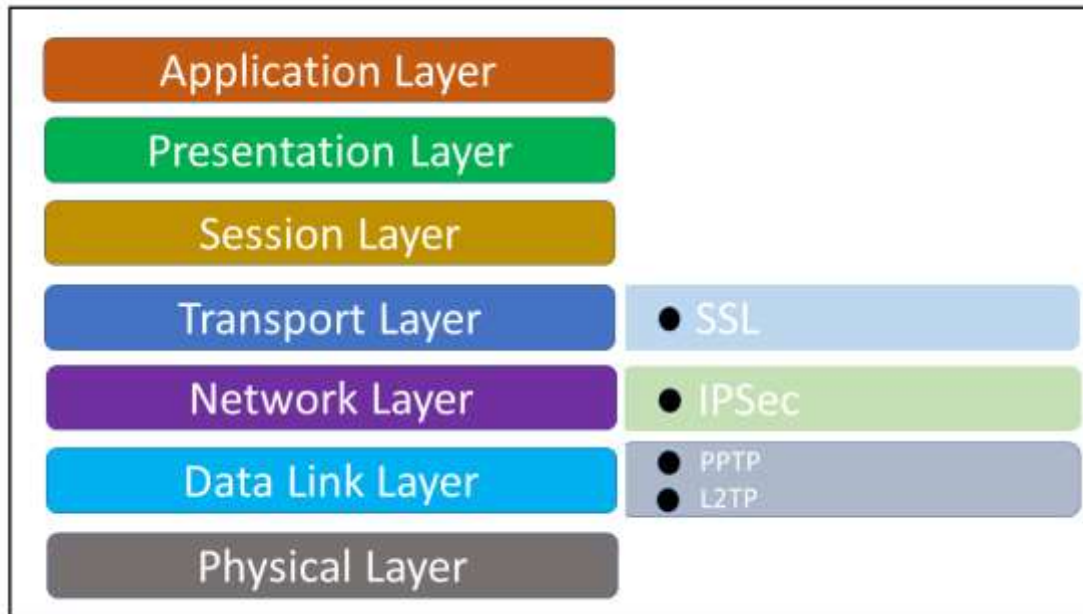 Application Layer
Presentation Layer
Session Layer
Transport Layer
• SSL
Network Layer
• IPSec
Data Link Layer
• PPTP
• L2TP
Physical Layer